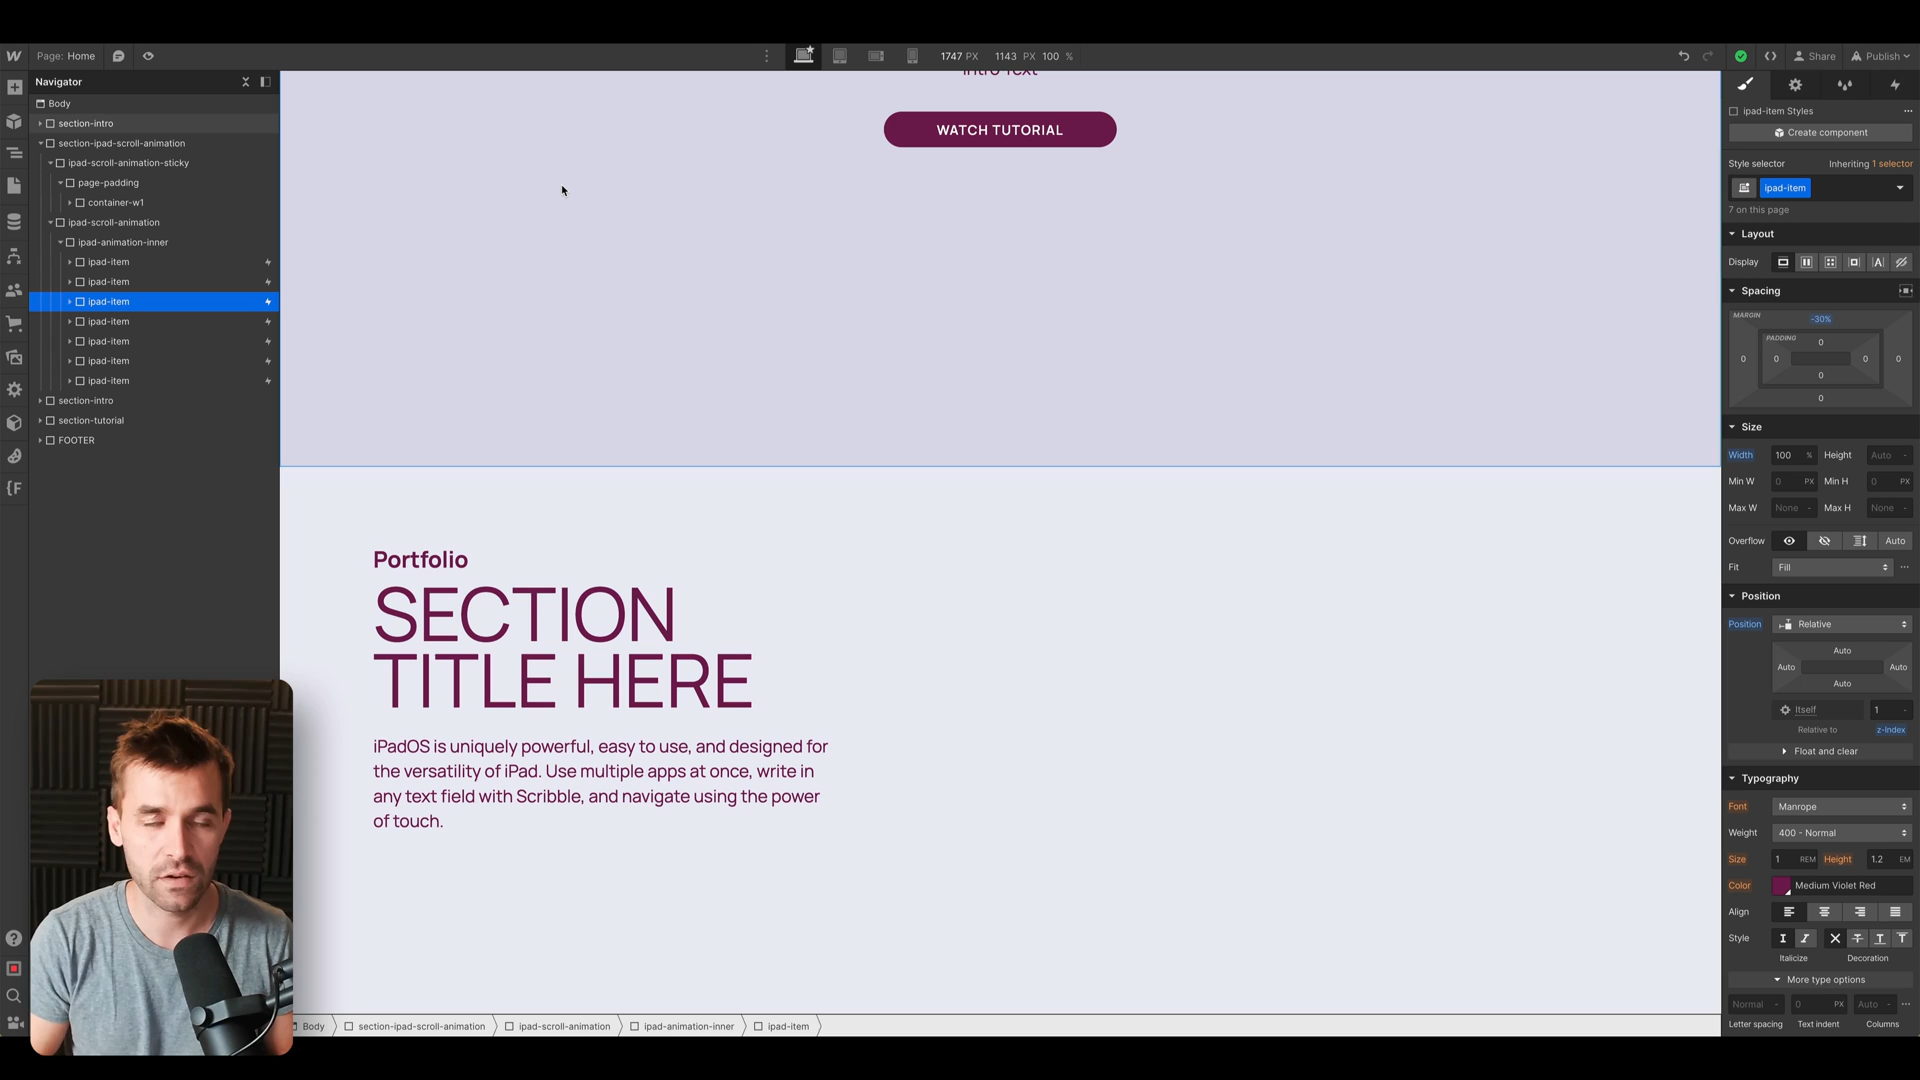 Page: Home
1747 PX 1143 PX 100 %
Share
Publish
Navigator
Body
section-intro
section-ipad-scroll-animation
ipad-scroll-animation-sticky
page-padding
container-w1
ipad-scroll-animation
ipad-animation-inner
ipad-item
ipad-item
ipad-item
ipad-item
ipad-item
ipad-item
ipad-item
section-intro
section-tutorial
FOOTER
Intro Text
WATCH TUTORIAL
Portfolio
SECTION
TITLE HERE
iPadOS is uniquely powerful, easy to use, and designed for
the versatility of iPad. Use multiple apps at once, write in
any text field with Scribble, and navigate using the power
of touch.
Body section-ipad-scroll-animation ipad-scroll-animation ipad-animation-inner ipad-item
ipad-item Styles
Create component
Style selector Inheriting 1 selector
ipad-item
7 on this page
Layout
Display
Spacing
MARGIN -30%
PADDING 0
0 0 0 0
0
0
Size
Width 100 % Height Auto -
Min W 0 PX Min H 0 PX
Max W None - Max H None -
Overflow Auto
Fit Fill
Position
Position Relative
Auto
Auto Auto
Auto
Itself 1 -
Relative to z-Index
Float and clear
Typography
Font Manrope
Weight 400 - Normal
Size 1 REM Height 1.2 EM
Color Medium Violet Red
Align
Style
Italicize Decoration
More type options
Normal - 0 PX Auto -
Letter spacing Text indent Columns